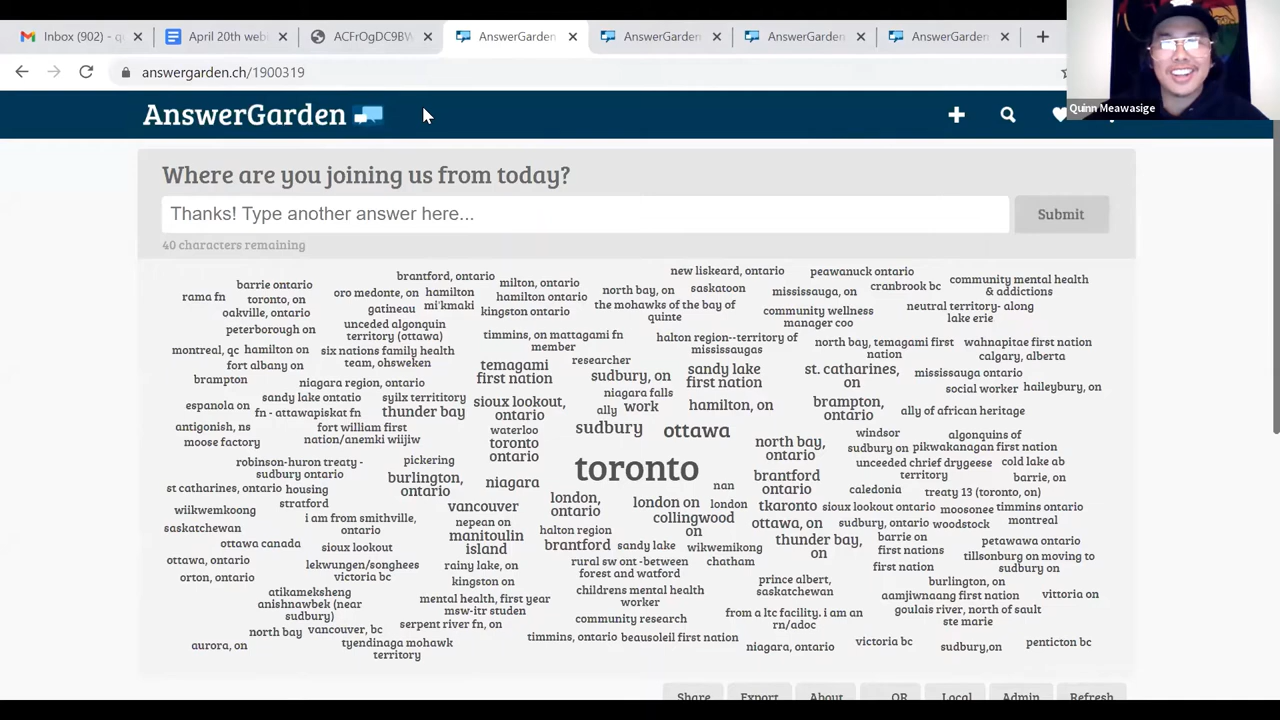 Inbox (902) - q
April 20th web
ACFrOgDC9BW
AnswerGarden
AnswerGarden
AnswerGarden
AnswerGarden
answergarden.ch/1900319
Quinn Meawasige
AnswerGarden
Where are you joining us from today?
Thanks! Type another answer here...
Submit
40 characters remaining
brantford, ontario
new liskeard, ontario
peawanuck ontario
barrie ontario
milton, ontario
community mental health
& addictions
rama fn
toronto, on
oro medonte, on
hamilton
hamilton ontario
north bay, on
saskatoon
mississauga, on
cranbrook bc
oakville, ontario
gatineau
mi'kmaki
kingston ontario
the mohawks of the bay of
quinte
community wellness
manager coo
neutral territory- along
lake erie
peterborough on
unceded algonquin
territory (ottawa)
timmins, on mattagami fn
member
halton region--territory of
mississaugas
north bay, temagami first
nation
wahnapitae first nation
montreal, qc
hamilton on
six nations family health
team, ohsweken
temagami
first nation
researcher
sandy lake
first nation
st. catharines,
on
calgary, alberta
fort albany on
sudbury, on
mississauga ontario
brampton
niagara region, ontario
niagara falls
social worker
haileybury, on
espanola on
sandy lake ontatio
syilx terrirtitory
sioux lookout,
ontario
ally
work
hamilton, on
brampton,
ontario
ally of african heritage
fn - attawapiskat fn
thunder bay
antigonish, ns
fort william first
nation/anemki wiijiw
waterloo
sudbury
ottawa
windsor
algonquins of
pikwakanagan first nation
moose factory
toronto
ontario
north bay,
ontario
sudbury on
robinson-huron treaty -
sudbury ontario
pickering
toronto
unceeded chrief drygeese
territory
cold lake ab
st catharines, ontario
housing
burlington,
ontario
niagara
nan
brantford
ontario
caledonia
barrie, on
treaty 13 (toronto, on)
wiikwemkoong
stratford
vancouver
london,
ontario
london on
london
tkaronto
sioux lookout ontario
moosonee
timmins ontario
saskatchewan
i am from smithville,
ontario
nepean on
collingwood
on
ottawa, on
sudbury, ontario
woodstock
montreal
ottawa canada
sioux lookout
manitoulin
island
halton region
brantford
sandy lake
wikwemikong
thunder bay,
on
barrie on
first nations
petawawa ontario
ottawa, ontario
lekwungen/songhees
victoria bc
rainy lake, on
rural sw ont -between
forest and watford
chatham
first nation
tillsonburg on moving to
sudbury on
orton, ontario
kingston on
prince albert,
saskatchewan
burlington, on
atikameksheng
anishnawbek (near
sudbury)
mental health, first year
msw-itr studen
childrens mental health
worker
aamjiwnaang first nation
vittoria on
serpent river fn, on
community research
from a ltc facility. i am an
rn/adoc
goulais river, north of sault
ste marie
north bay
vancouver, bc
aurora, on
tyendinaga mohawk
territory
timmins, ontario
beausoleil first nation
niagara, ontario
victoria bc
sudbury,on
penticton bc
Share
Export
About
QR
Local
Admin
Refresh